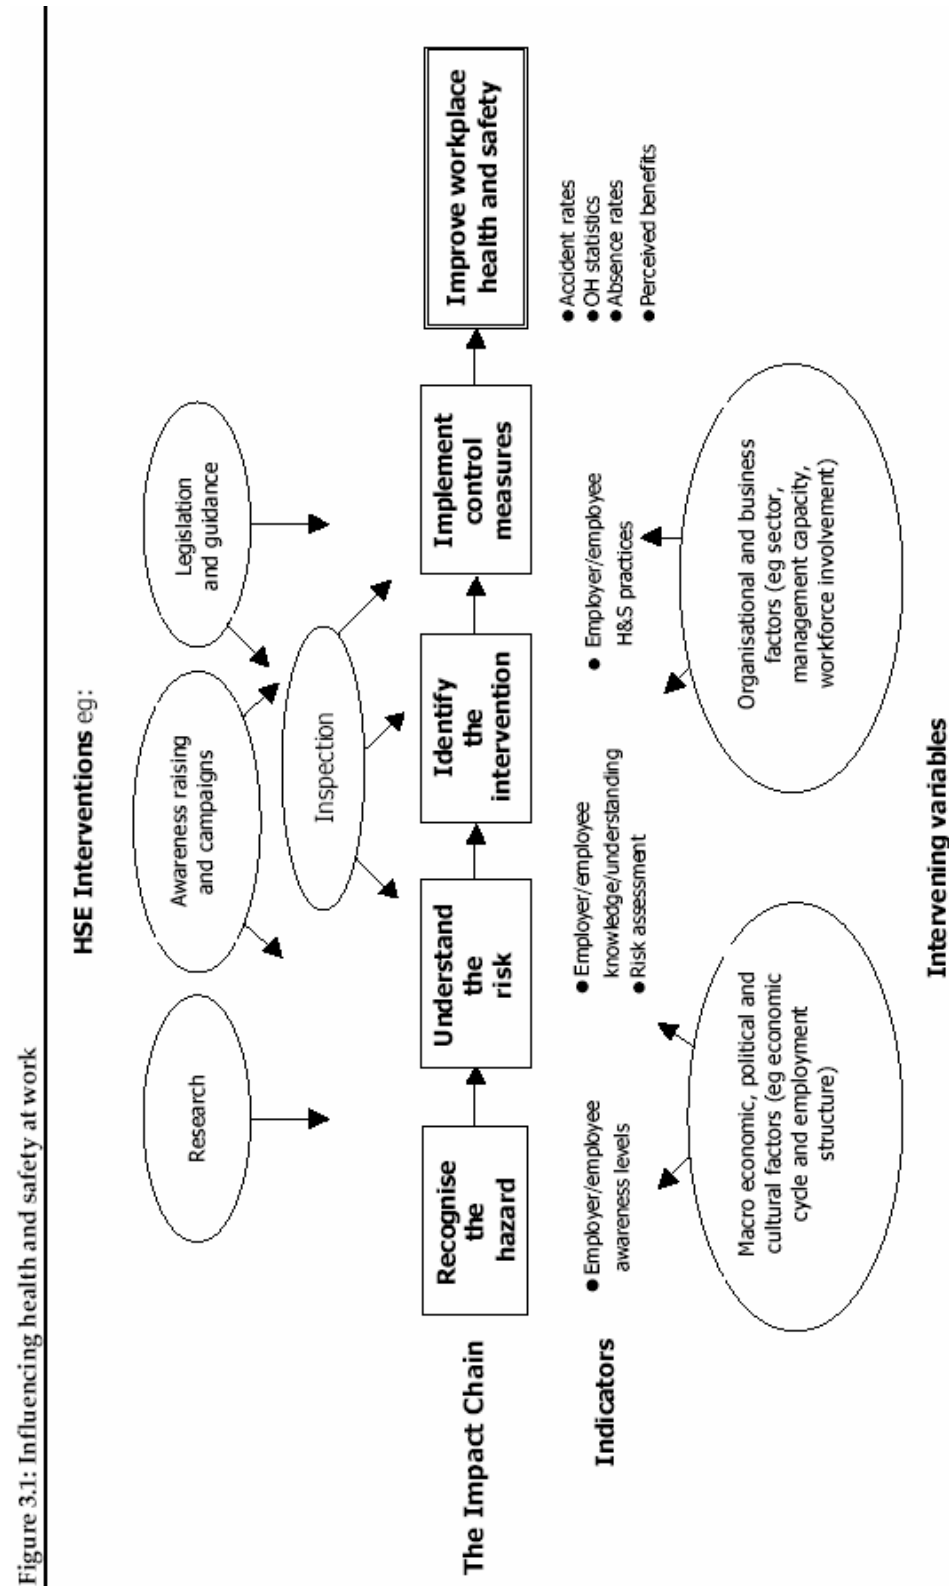 Figure 3.1: Influencing health and safety at work
HSE Interventions eg:
Research
Awareness raising
and campaigns
Legislation
and guidance
Inspection
The Impact Chain
Recognise
the
hazard
Understand
the
risk
Identify
the
intervention
Implement
control
measures
Improve workplace
health and safety
Indicators
●Employer/employee
awareness levels
●Employer/employee
knowledge/understanding
●Risk assessment
● Employer/employee
H&S practices
●Accident rates
●OH statistics
●Absence rates
●Perceived benefits
Macro economic, political and
cultural factors (eg economic
cycle and employment
structure)
Organisational and business
factors (eg sector,
management capacity,
workforce involvement)
Intervening variables